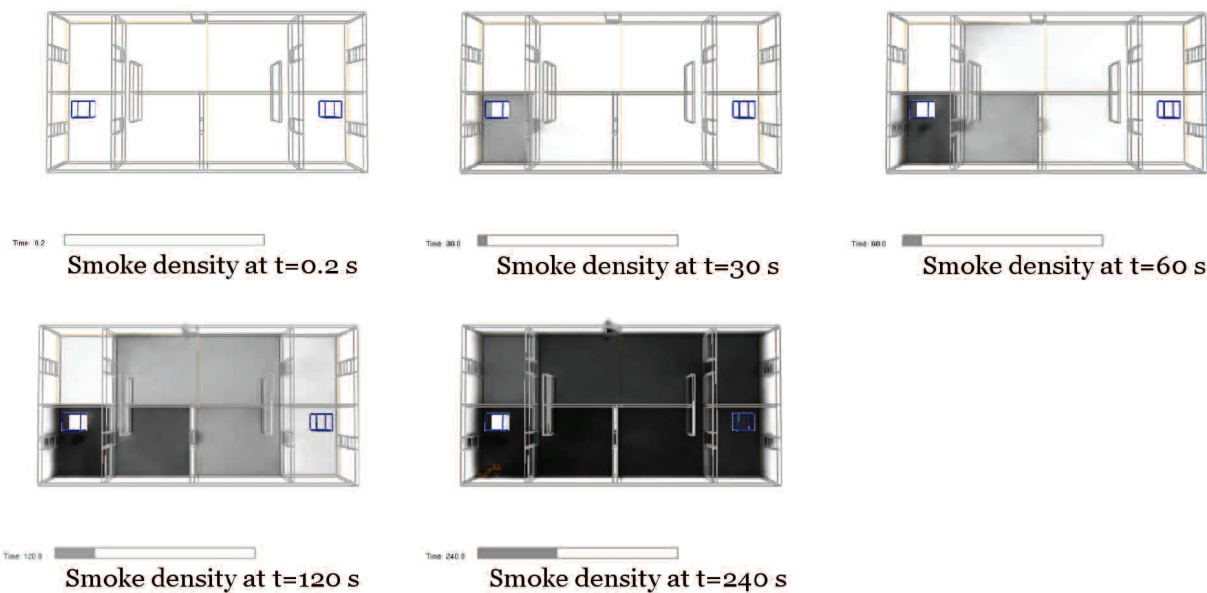 Time: 0.2
Smoke density at t=0.2 s
Time: 30.0
Smoke density at t=30 s
Time: 60.0
Smoke density at t=60 s
Time: 120.0
Smoke density at t=120 s
Time: 240.0
Smoke density at t=240 s